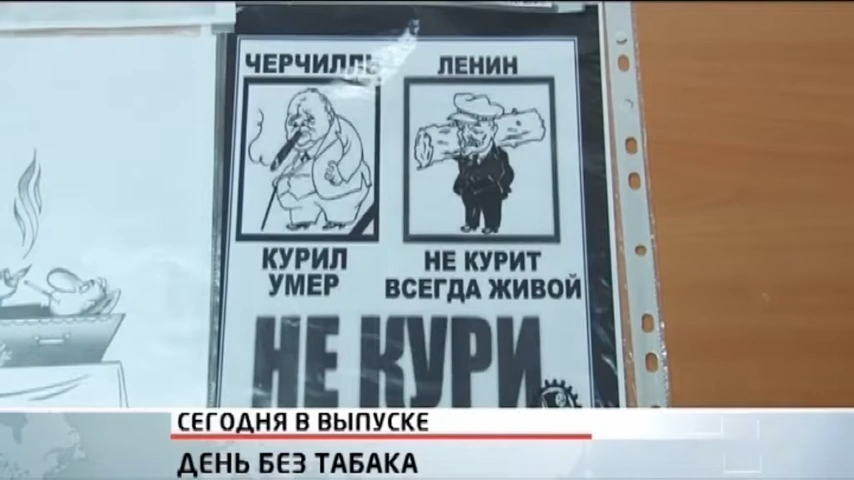 ЧЕРЧИЛЛЬ
ЛЕНИН
КУРИЛ
УМЕР
НЕ КУРИТ
ВСЕГДА ЖИВОЙ
НЕ КУРИ
СЕГОДНЯ В ВЫПУСКЕ
ДЕНЬ БЕЗ ТАБАКА